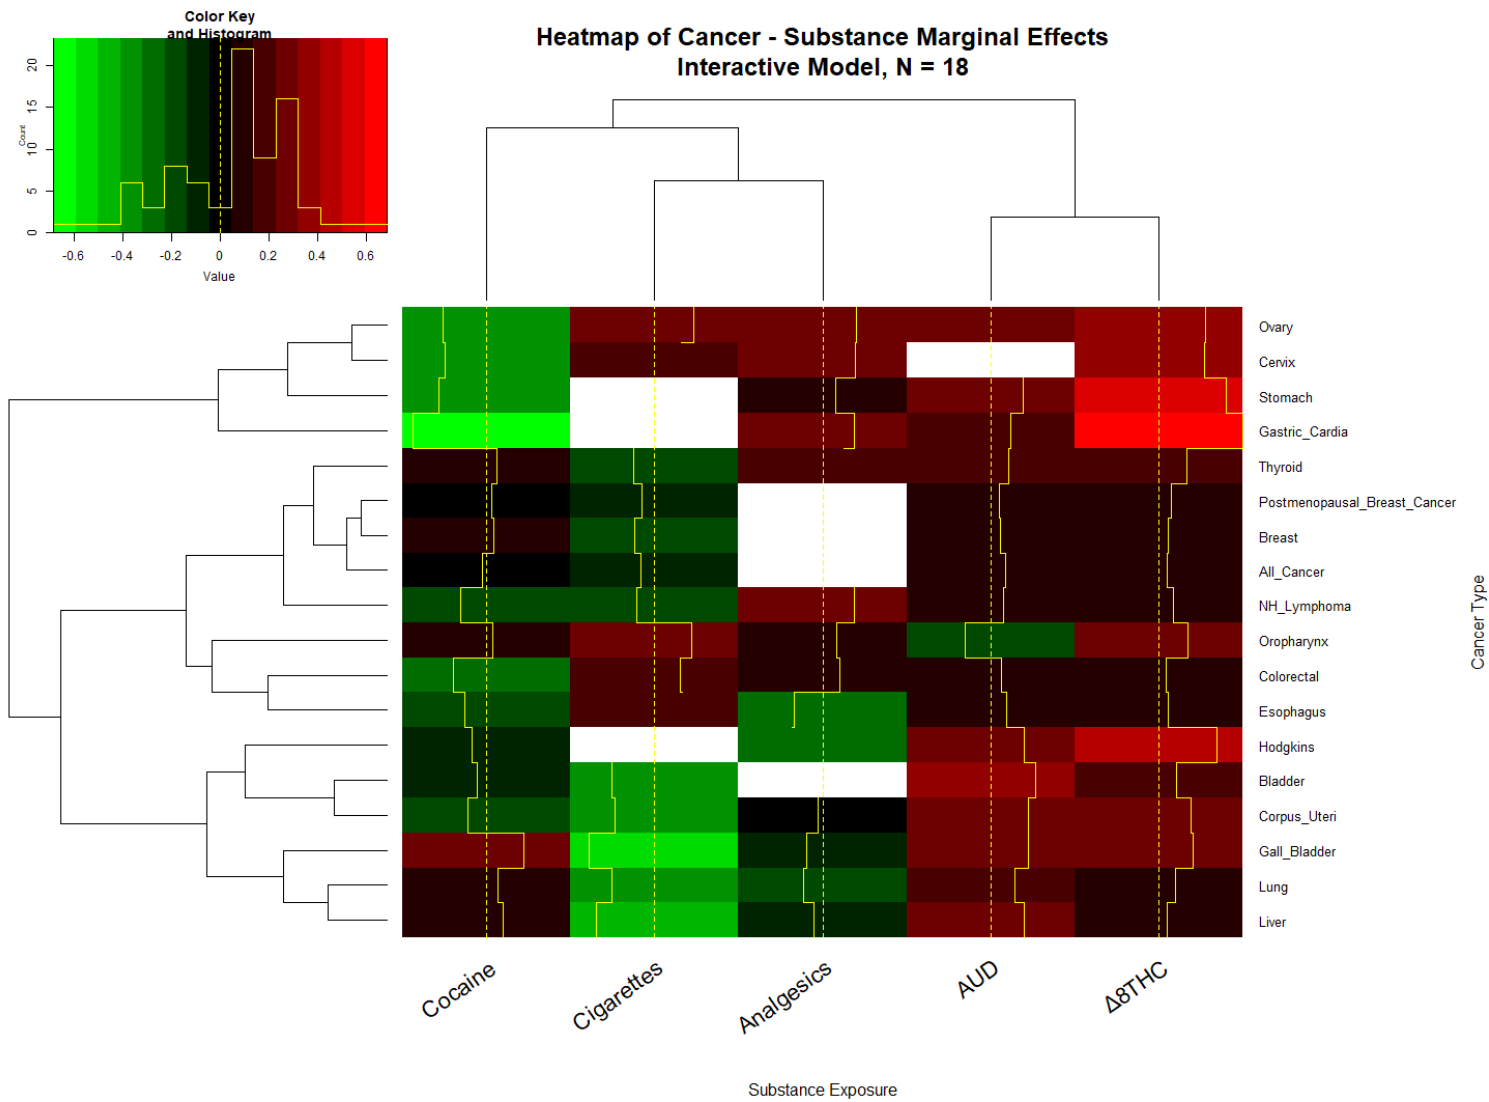 Color Key
and Histogram
Heatmap of Cancer - Substance Marginal Effects
Interactive Model, N = 18
Count
0
5
10
15
20
-0.6 -0.4 -0.2 0 0.2 0.4 0.6
Value
Ovary
Cervix
Stomach
Gastric_Cardia
Thyroid
Postmenopausal_Breast_Cancer
Breast
All_Cancer
NH_Lymphoma
Oropharynx
Colorectal
Esophagus
Hodgkins
Bladder
Corpus_Uteri
Gall_Bladder
Lung
Liver
Cancer Type
Cocaine
Cigarettes
Analgesics
AUD
Δ8THC
Substance Exposure